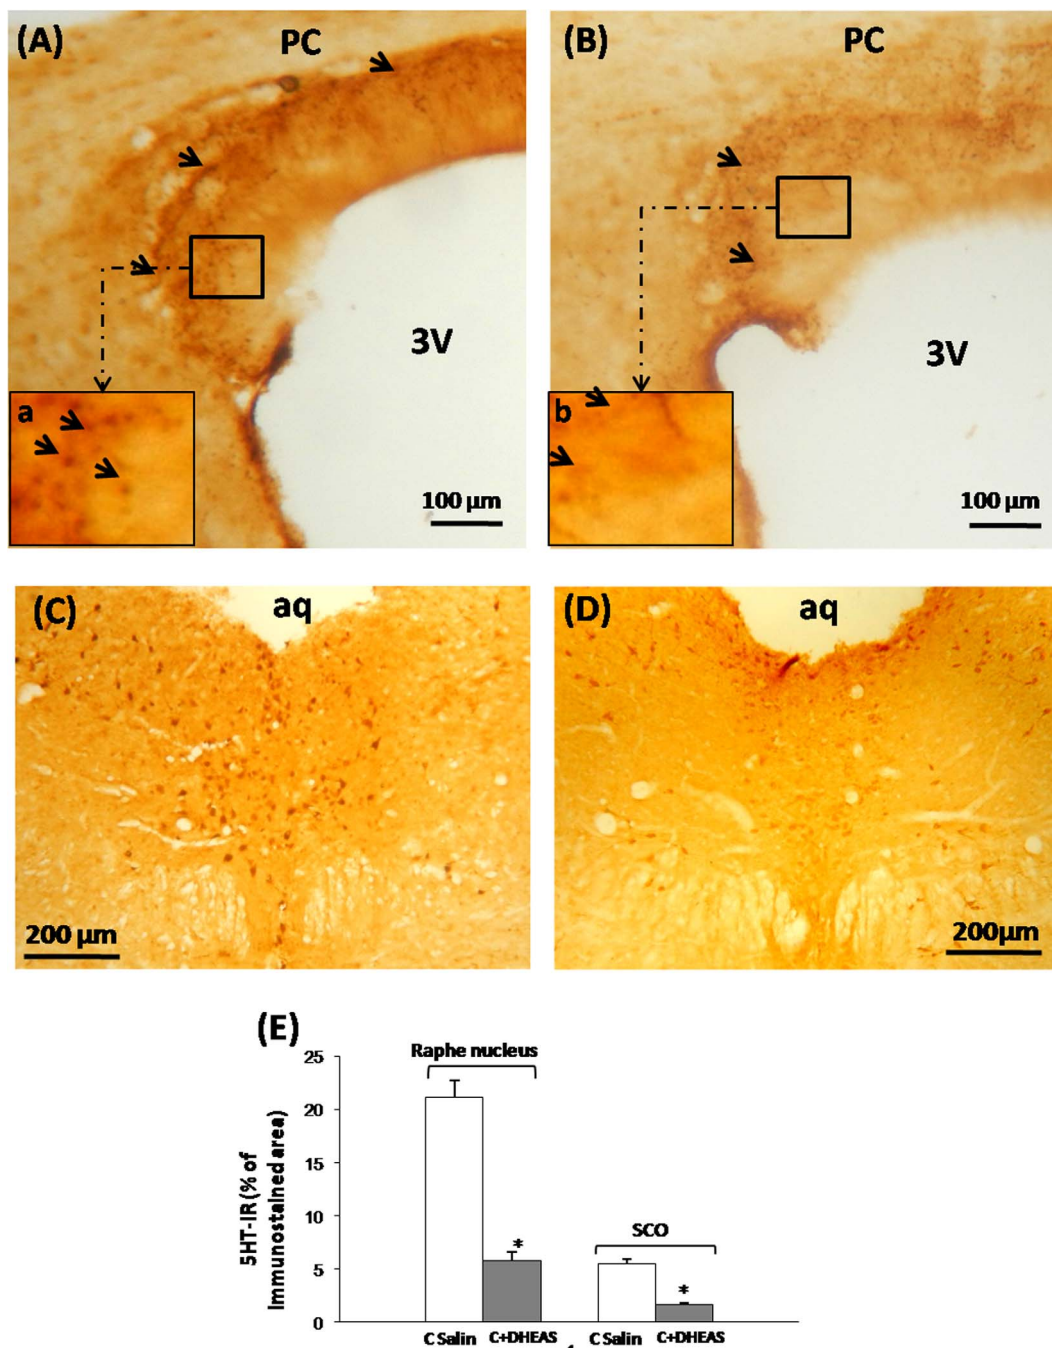 (A)
PC
3V
a
100 µm
(B)
PC
3V
b
100 µm
(C)
aq
200 µm
(D)
aq
200µm
(E)
5HT-IR (% of
Immunostained area)
25
20
15
10
5
0
Raphe nucleus
*
SCO
*
C Salin C+DHEAS C Salin C+DHEAS